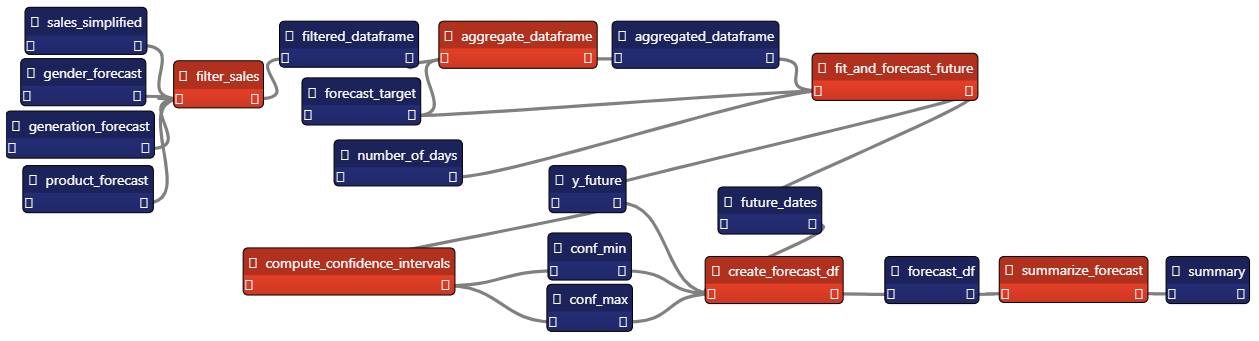 sales_simplified
gender_forecast
generation_forecast
product_forecast
filter_sales
filtered_dataframe
forecast_target
number_of_days
aggregate_dataframe
aggregated_dataframe
fit_and_forecast_future
y_future
future_dates
compute_confidence_intervals
conf_min
conf_max
create_forecast_df
forecast_df
summarize_forecast
summary